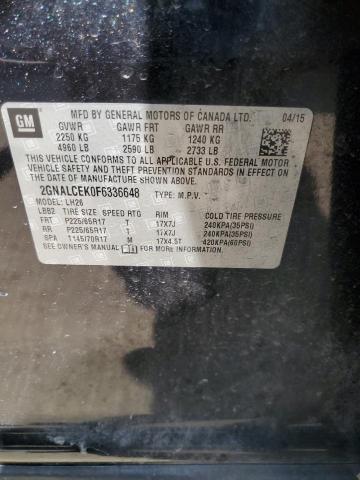 GM
MFD BY GENERAL MOTORS OF CANADA LTD. 04/15
GVWR GAWR FRT GAWR RR
2250 KG 1175 KG 1240 KG
4960 LB 2590 LB 2733 LB
THIS VEHICLE CONFORMS TO ALL APPLICABLE U.S. FEDERAL MOTOR
VEHICLE SAFETY AND THEFT PREVENTION STANDARDS IN EFFECT ON
THE DATE OF MANUFACTURE SHOWN ABOVE.
2GNALCEK0F6336648 TYPE: M.P.V.
MODEL: LH26
LBB2 TIRE SIZE SPEED RTG RIM COLD TIRE PRESSURE
FRT P225/65R17 T 17X7J 240KPA(35PSI)
RR P225/65R17 T 17X7J 240KPA(35PSI)
SPA T145/70R17 M 17X4.5T 420KPA(60PSI)
SEE OWNER'S MANUAL FOR MORE INFORMATION.